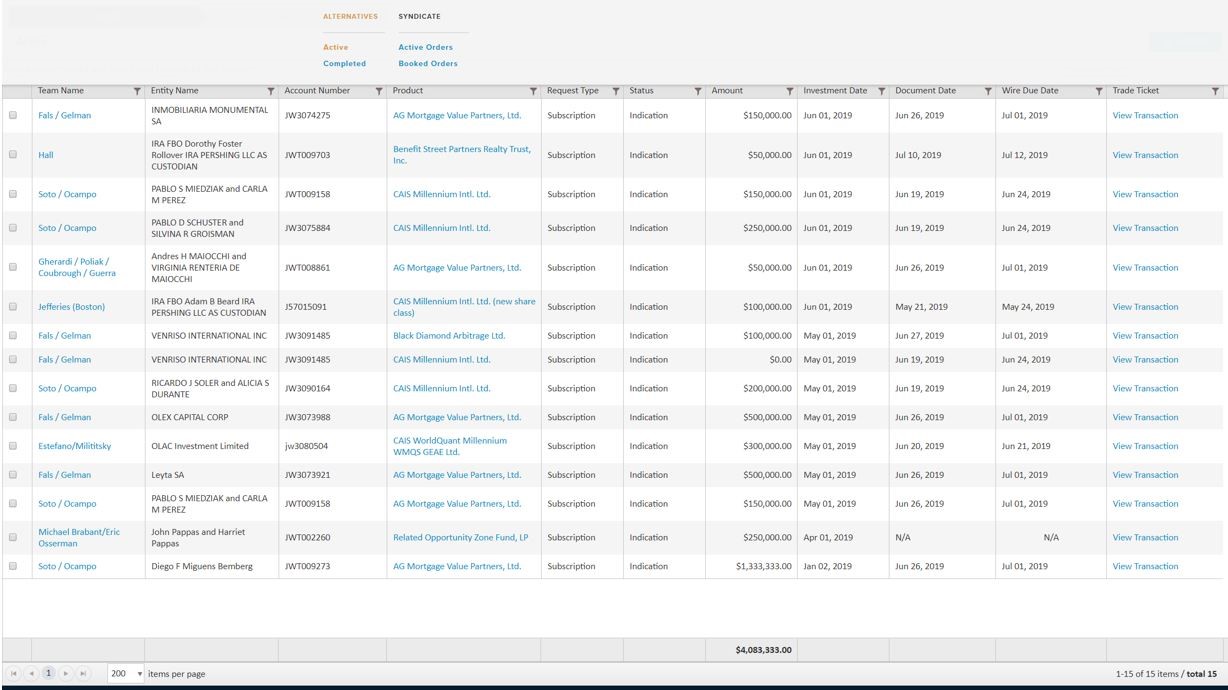 ALTERNATIVES SYNDICATE
Active Active Orders
Completed Booked Orders
Team Name Entity Name Account Number Product Request Type Status Amount Investment Date Document Date Wire Due Date Trade Ticket
INMOBILIARIA MONUMENTAL
Fals / Gelman JW3074275 AG Mortgage Value Partners, Ltd. Subscription Indication $150,000.00 Jun 01, 2019 Jun 26, 2019 Jul 01, 2019 View Transaction
SA
IRA FBO Dorothy Foster
Hall Rollover IRA PERSHING LLC AS JWT009703 Benefit Street Partners Realty Trust, Subscription Indication $50,000.00 Jun 01, 2019 Jul 10, 2019 Jul 12, 2019 View Transaction
CUSTODIAN Inc.
PABLO S MIEDZIAK and CARLA
Soto / Ocampo JWT009158 CAIS Millennium Intl. Ltd. Subscription Indication $150,000.00 Jun 01, 2019 Jun 19, 2019 Jun 24, 2019 View Transaction
M PEREZ
PABLO D SCHUSTER and
Soto / Ocampo JW3075884 CAIS Millennium Intl. Ltd. Subscription Indication $250,000.00 Jun 01, 2019 Jun 19, 2019 Jun 24, 2019 View Transaction
SILVINA R GROISMAN
Gherardi / Poliak / Andres H MAIOCCHI and
Coubrough / Guerra VIRGINIA RENTERIA DE JWT008861 AG Mortgage Value Partners, Ltd. Subscription Indication $50,000.00 Jun 01, 2019 Jun 26, 2019 Jul 01, 2019 View Transaction
MAIOCCHI
Jefferies (Boston) IRA FBO Adam B Beard IRA J57015091 CAIS Millennium Intl. Ltd. (new share Subscription Indication $100,000.00 Jun 01, 2019 May 21, 2019 May 24, 2019 View Transaction
PERSHING LLC AS CUSTODIAN class)
Fals / Gelman VENRISO INTERNATIONAL INC JW3091485 Black Diamond Arbitrage Ltd. Subscription Indication $100,000.00 May 01, 2019 Jun 27, 2019 Jul 01, 2019 View Transaction
Fals / Gelman VENRISO INTERNATIONAL INC JW3091485 CAIS Millennium Intl. Ltd. Subscription Indication $0.00 May 01, 2019 Jun 19, 2019 Jun 24, 2019 View Transaction
RICARDO J SOLER and ALICIA S
Soto / Ocampo JW3090164 CAIS Millennium Intl. Ltd. Subscription Indication $200,000.00 May 01, 2019 Jun 19, 2019 Jun 24, 2019 View Transaction
DURANTE
Fals / Gelman OLEX CAPITAL CORP JW3073988 AG Mortgage Value Partners, Ltd. Subscription Indication $500,000.00 May 01, 2019 Jun 26, 2019 Jul 01, 2019 View Transaction
Estefano/Milititsky OLAC Investment Limited jw3080504 CAIS WorldQuant Millennium Subscription Indication $300,000.00 May 01, 2019 Jun 20, 2019 Jun 21, 2019 View Transaction
WMQS GEAE Ltd.
Fals / Gelman Leyta SA JW3073921 AG Mortgage Value Partners, Ltd. Subscription Indication $500,000.00 May 01, 2019 Jun 26, 2019 Jul 01, 2019 View Transaction
PABLO S MIEDZIAK and CARLA
Soto / Ocampo JWT009158 AG Mortgage Value Partners, Ltd. Subscription Indication $150,000.00 May 01, 2019 Jun 26, 2019 Jul 01, 2019 View Transaction
M PEREZ
Michael Brabant/Eric John Pappas and Harriet JWT002260 Related Opportunity Zone Fund, LP Subscription Indication $250,000.00 Apr 01, 2019 N/A N/A View Transaction
Osserman Pappas
Soto / Ocampo Diego F Miguens Bemberg JWT009273 AG Mortgage Value Partners, Ltd. Subscription Indication $1,333,333.00 Jan 02, 2019 Jun 26, 2019 Jul 01, 2019 View Transaction
$4,083,333.00
1 200 items per page 1-15 of 15 items / total 15